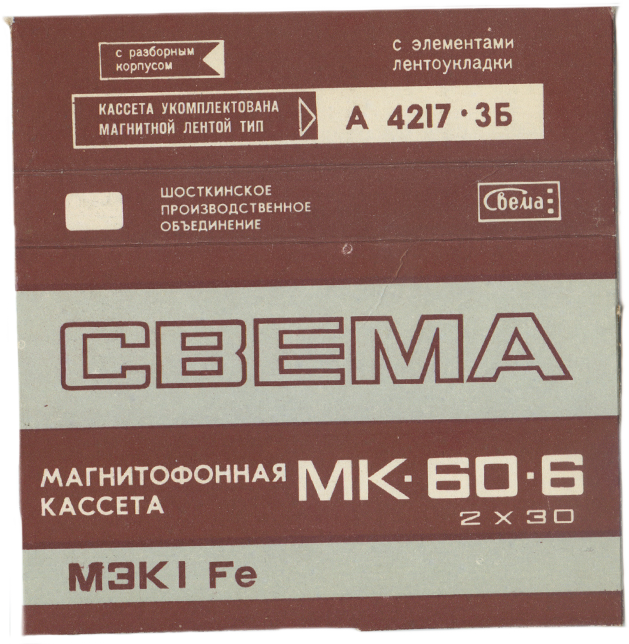 с разборным
корпусом
с элементами
лентоукладки
КАССЕТА УКОМПЛЕКТОВАНА
МАГНИТНОЙ ЛЕНТОЙ ТИП
А 4217·3Б
ШОСТКИНСКОЕ
ПРОИЗВОДСТВЕННОЕ
ОБЪЕДИНЕНИЕ
Свема
СВЕМА
МАГНИТОФОННАЯ
КАССЕТА
МК·60·6
2 X 30
МЭК I Fe